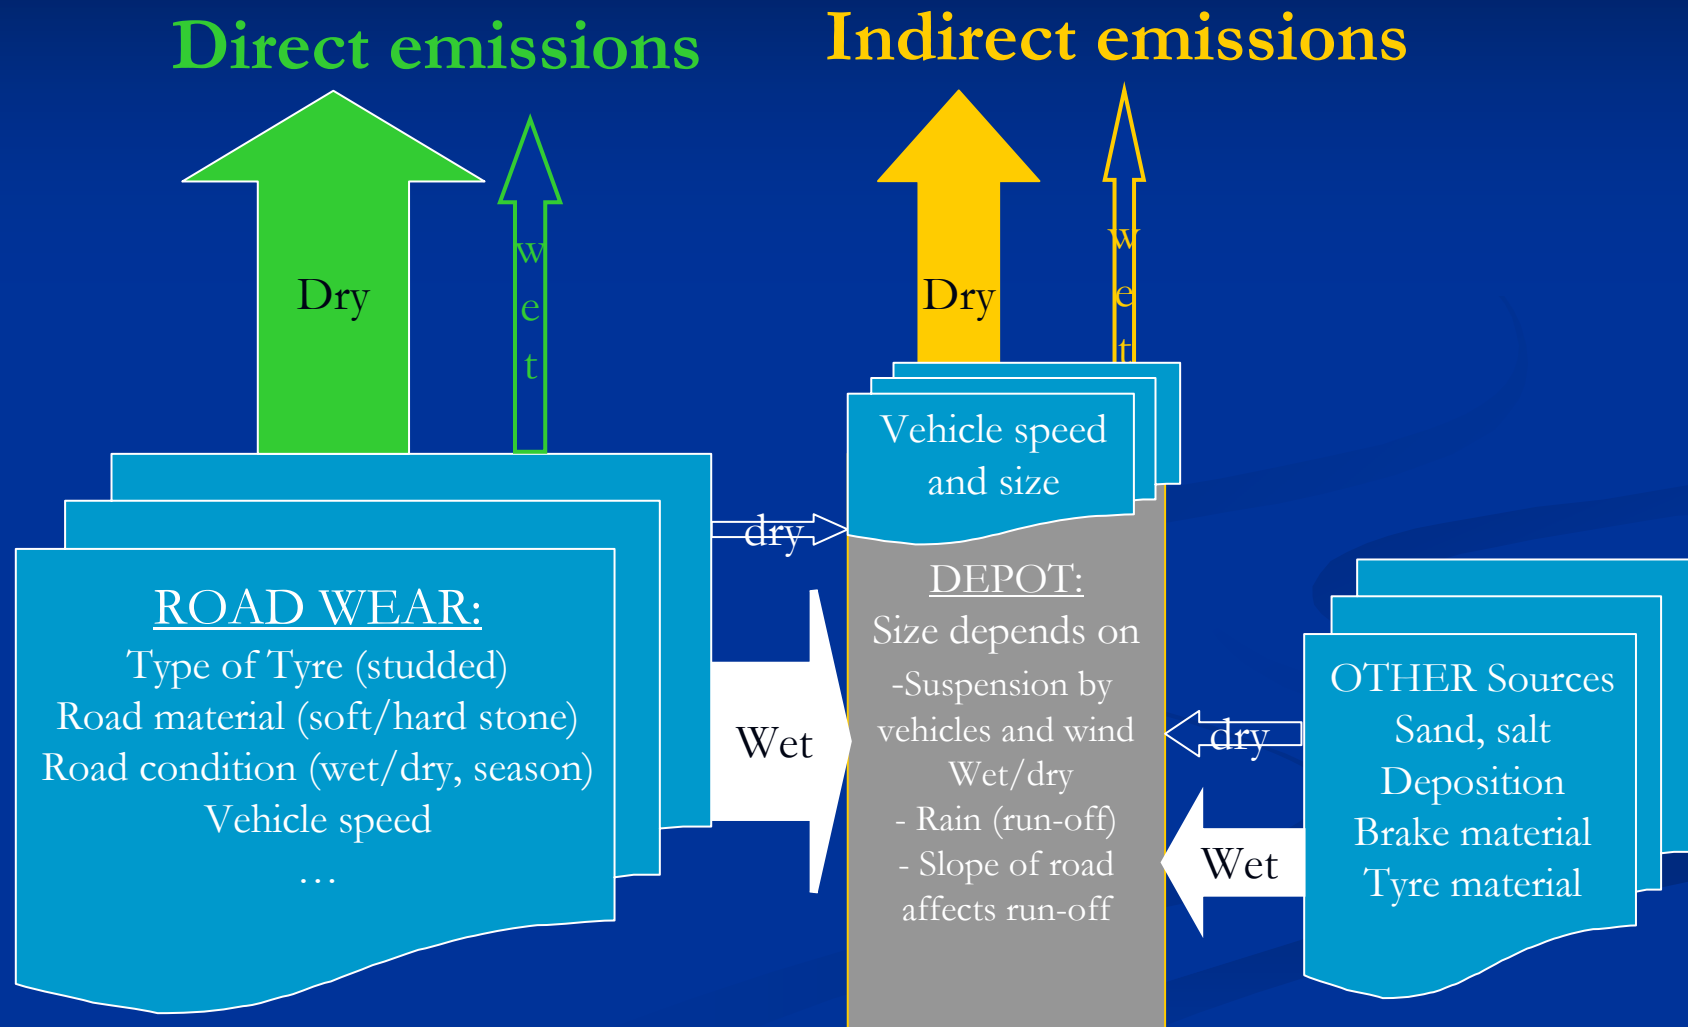 Direct emissions
Indirect emissions
Dry
wet
Dry
wet
Vehicle speed
and size
dry
ROAD WEAR:
Type of Tyre (studded)
Road material (soft/hard stone)
Road condition (wet/dry, season)
Vehicle speed
…
Wet
DEPOT:
Size depends on
-Suspension by
vehicles and wind
Wet/dry
- Rain (run-off)
- Slope of road
affects run-off
dry
Wet
OTHER Sources
Sand, salt
Deposition
Brake material
Tyre material